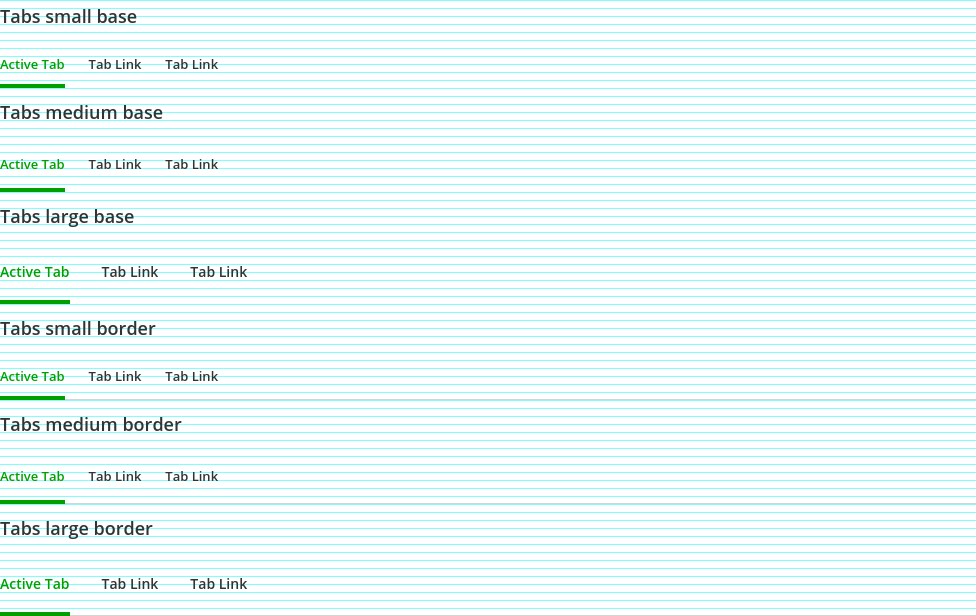 Tabs small base
Active Tab Tab Link Tab Link
Tabs medium base
Active Tab Tab Link Tab Link
Tabs large base
Active Tab Tab Link Tab Link
Tabs small border
Active Tab Tab Link Tab Link
Tabs medium border
Active Tab Tab Link Tab Link
Tabs large border
Active Tab Tab Link Tab Link